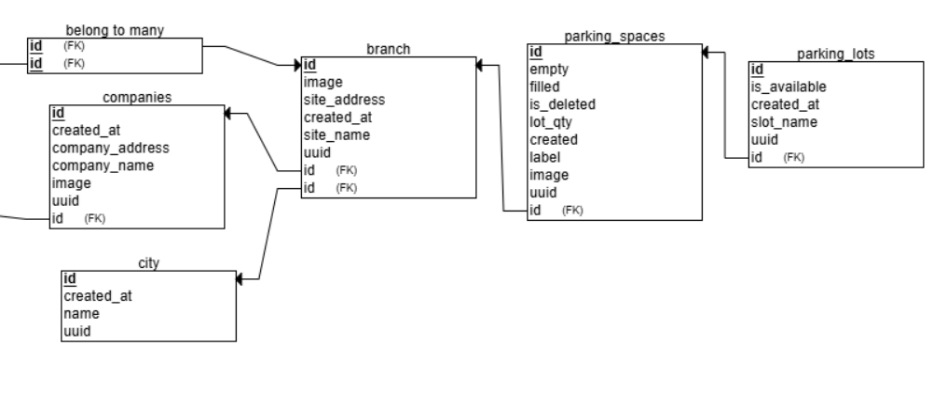 belong to many
id (FK)
id (FK)
companies
id
created_at
company_address
company_name
image
uuid
id (FK)
city
id
created_at
name
uuid
branch
id
image
site_address
created_at
site_name
uuid
id (FK)
id (FK)
parking_spaces
id
empty
filled
is_deleted
lot_qty
created
label
image
uuid
id (FK)
parking_lots
id
is_available
created_at
slot_name
uuid
id (FK)